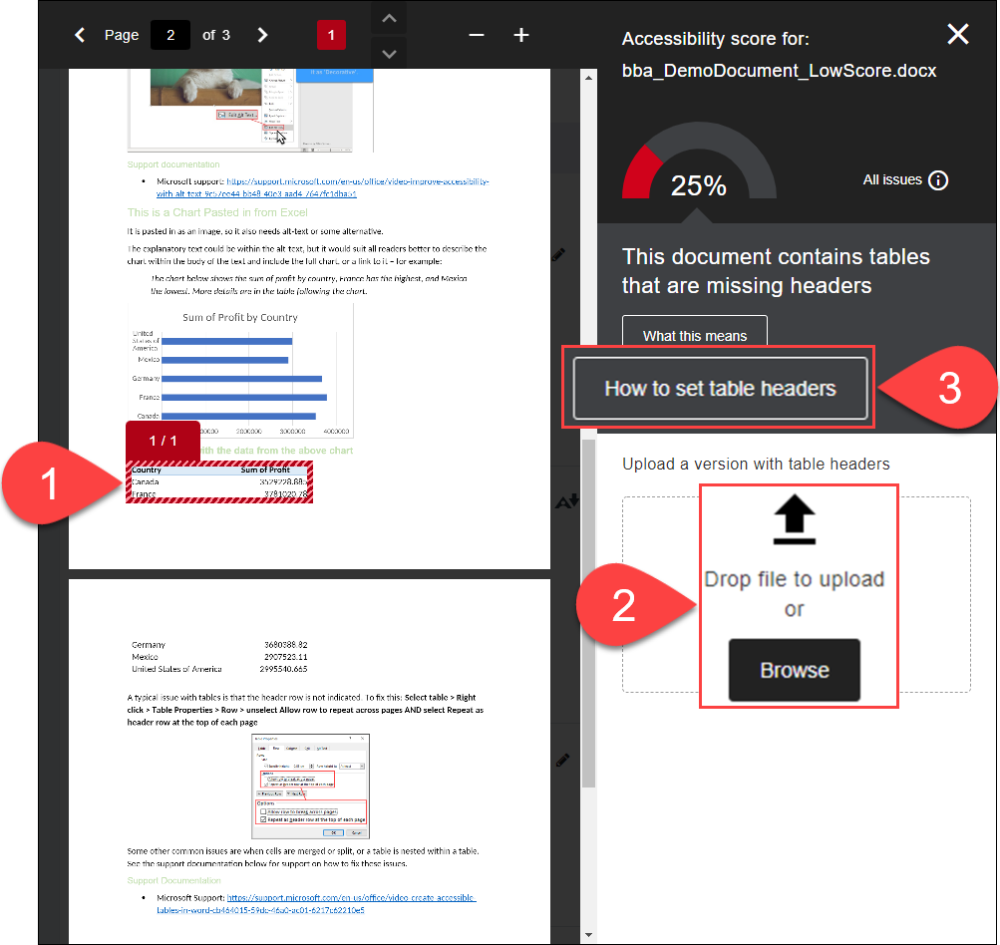 Page 2 of 3
1
Accessibility score for:
bba_DemoDocument_LowScore.docx
25%
All issues
This document contains tables
that are missing headers
What this means
How to set table headers
3
Upload a version with table headers
Drop file to upload
or
Browse
2
it as "Decorative"
Edit Alt Text...
Support documentation
• Microsoft support: https://support.microsoft.com/en-us/office/video-improve-accessibility-
with-alt-text-9c57ee44-bb48-40e3-aad4-7647fc1dba51
This is a Chart Pasted in from Excel
It is pasted in as an image, so it also needs alt-text or some alternative.
The explanatory text could be within the alt text, but it would suit all readers better to describe the
chart within the body of the text and include the full chart, or a link to it – for example:
The chart below shows the sum of profit by country, France has the highest, and Mexico
the lowest. More details are in the table following the chart.
Sum of Profit by Country
United
States of
America
Mexico
Germany
France
Canada
2000000 3000000 4000000
1 / 1
with the data from the above chart
1
Country Sum of Profit
Canada 3529228.885
France 3781020.78
Germany 3680388.82
Mexico 2907523.11
United States of America 2995540.665
A typical issue with tables is that the header row is not indicated. To fix this: Select table > Right
click > Table Properties > Row > unselect Allow row to repeat across pages AND select Repeat as
header row at the top of each page
Options
Allow row to break across pages
Repeat as header row at the top of each page
OK Cancel
Some other common issues are when cells are merged or split, or a table is nested within a table.
See the support documentation below for support on how to fix these issues.
Support Documentation
• Microsoft Support: https://support.microsoft.com/en-us/office/video-create-accessible-
tables-in-word-cb464015-59dc-46a0-ac01-6217c62210e5